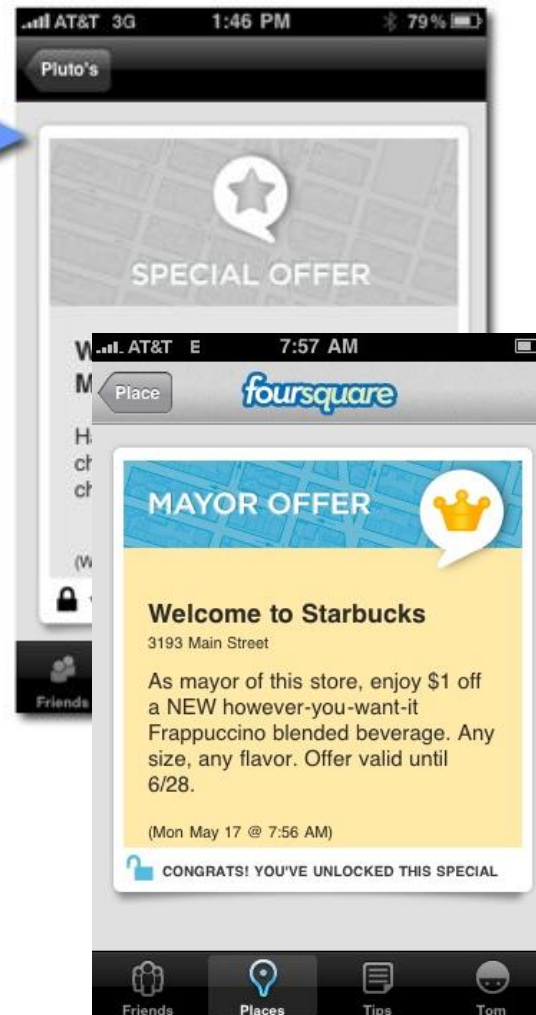 AT&T 3G 1:46 PM 79%
Pluto's
SPECIAL OFFER
Friends
AT&T E 7:57 AM
Place foursquare
MAYOR OFFER
Welcome to Starbucks
3193 Main Street
As mayor of this store, enjoy $1 off
a NEW however-you-want-it
Frappuccino blended beverage. Any
size, any flavor. Offer valid until
6/28.
(Mon May 17 @ 7:56 AM)
CONGRATS! YOU'VE UNLOCKED THIS SPECIAL
Friends Places Tips Tom